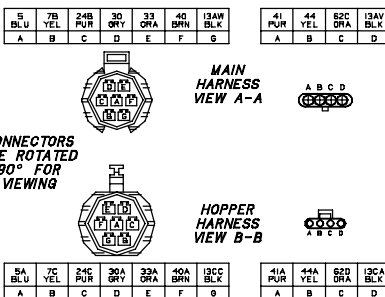 5 7B 24B 30 33 40 13AW
BLU YEL PUR GRY ORA BRN BLK
A B C D E F G
41 44 62C 13AV
PUR YEL ORA BLK
A B C D
MAIN
HARNESS
VIEW A-A
A B C D
D E
C A F
B G
ONNECTORS
E ROTATED
90° FOR
VIEWING
HOPPER
HARNESS
VIEW B-B
E D
F A C
G B
A B C D
5A 7C 24C 30A 33A 40A 13CC
BLU YEL PUR GRY ORA BRN BLK
A B C D E F G
41A 44A 62D 13CA
PUR YEL ORA BLK
A B C D